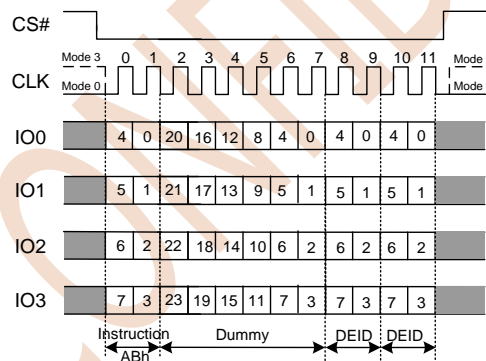 CS#
Mode 3 0 1 2 3 4 5 6 7 8 9 10 11 Mode
CLK
Mode 0 Mode
IO0 4 0 20 16 12 8 4 0 4 0 4 0
IO1 5 1 21 17 13 9 5 1 5 1 5 1
IO2 6 2 22 18 14 10 6 2 6 2 6 2
IO3 7 3 23 19 15 11 7 3 7 3 7 3
Instruction Dummy DEID DEID
ABh